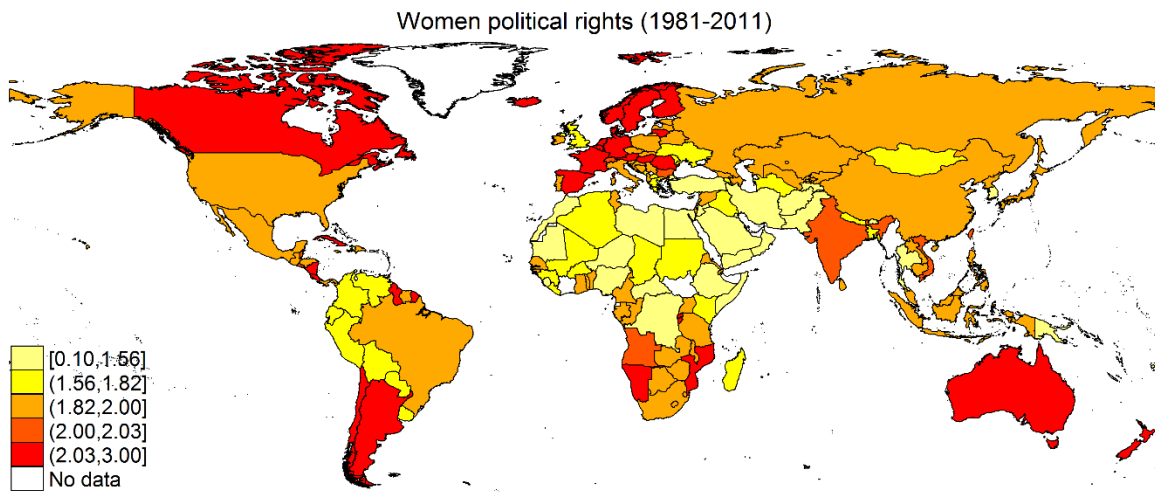 Women political rights (1981-2011)
[0.10,1.56]
(1.56,1.82]
(1.82,2.00]
(2.00,2.03]
(2.03,3.00]
No data